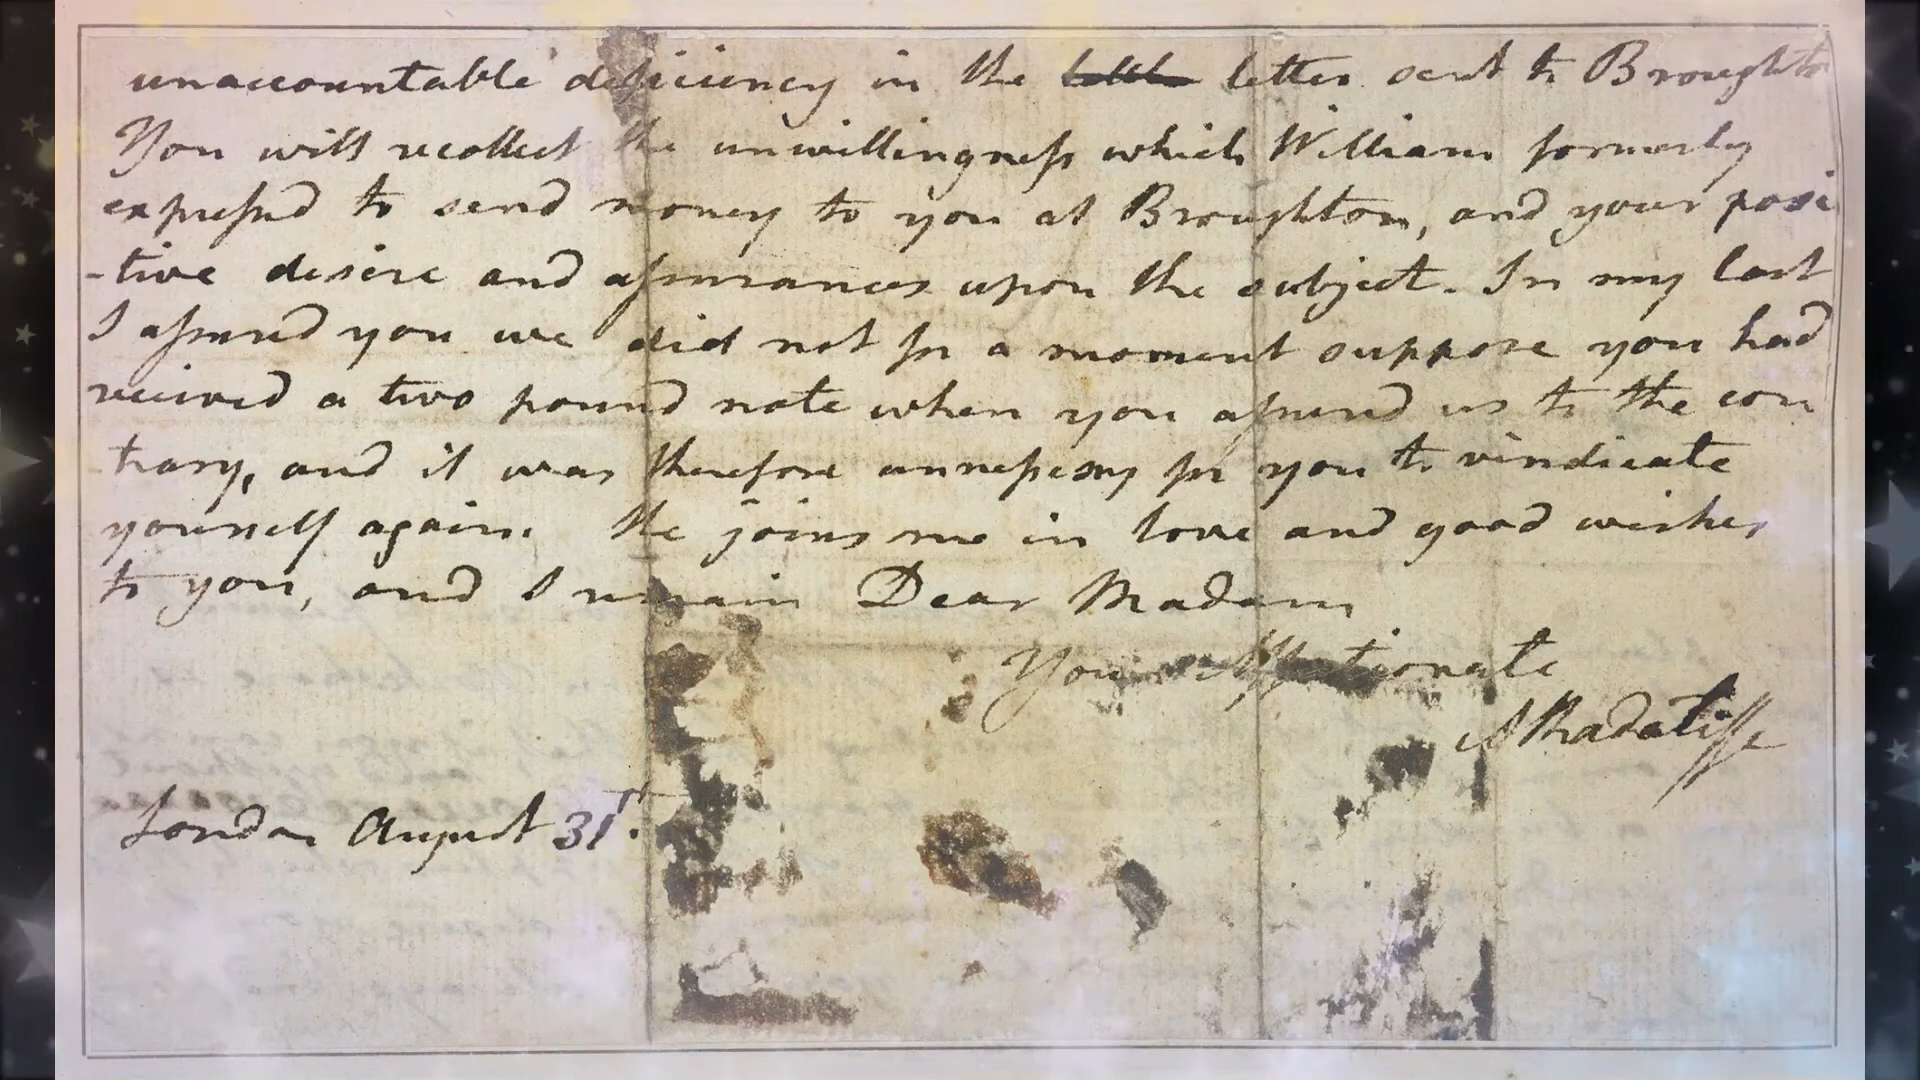 unaccountable deficiency in the letter sent to Broughton
You will recollect the unwillingness which William formerly
expressed to send money to you at Broughton, and your posi
-tive desire and assurances upon the subject. In my last
I assured you we did not for a moment suppose you had
received a two pound note when you assured us to the con
trary, and it was therefore unnecessary for you to vindicate
yourself again. He joins me in love and good wishes
to you, and I remain Dear Madam
Your Affectionate
A Radcliffe
London August 31st.